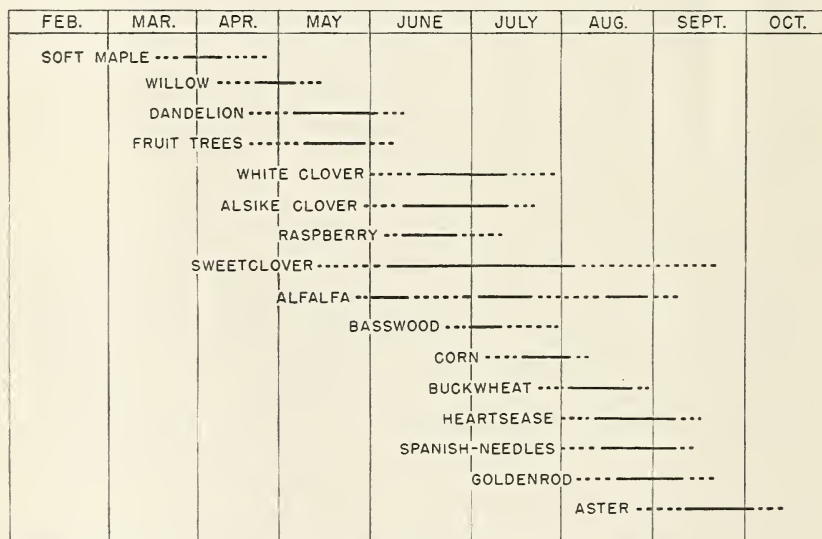 FEB. MAR. APR. MAY JUNE JULY AUG. SEPT. OCT.
SOFT MAPLE
WILLOW
DANDELION
FRUIT TREES
WHITE CLOVER
ALSIKE CLOVER
RASPBERRY
SWEETCLOVER
ALFALFA
BASSWOOD
CORN
BUCKWHEAT
HEARTSEASE
SPANISH-NEEDLES
GOLDENROD
ASTER